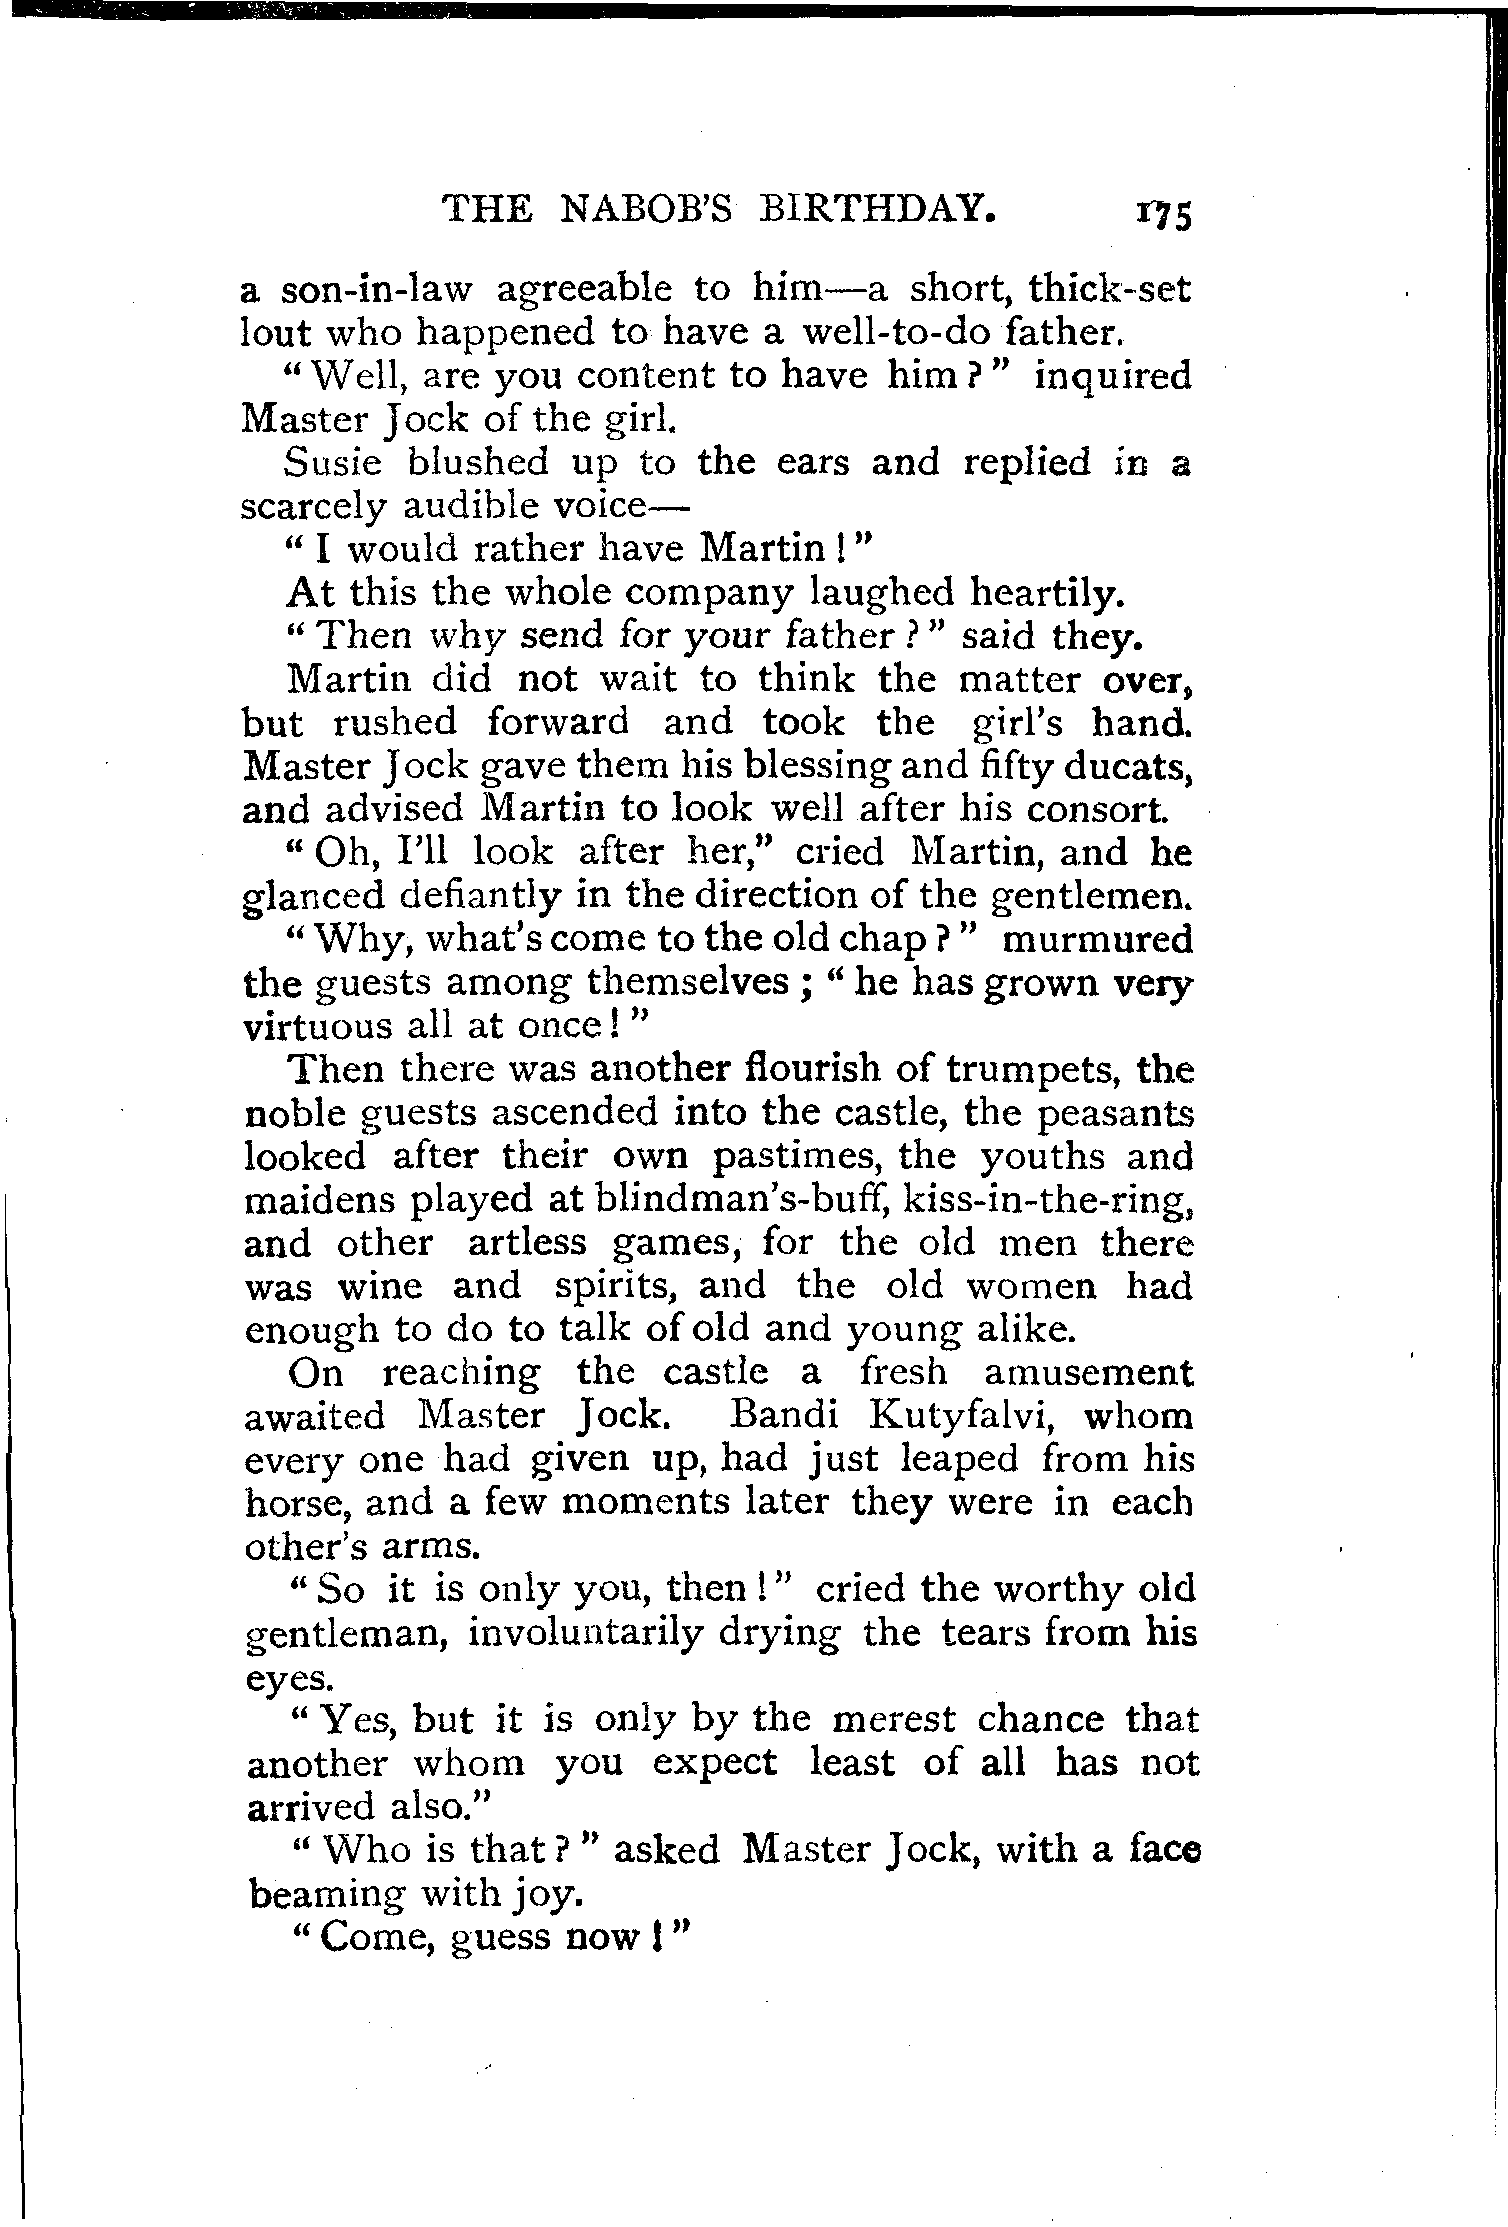 THE NABOB'S BIRTHDAY. 175
a son-in-law agreeable to him—a short, thick-set
lout who happened to have a well-to-do father.
“Well, are you content to have him?” inquired
Master Jock of the girl.
Susie blushed up to the ears and replied in a
scarcely audible voice—
“I would rather have Martin!”
At this the whole company laughed heartily.
“Then why send for your father?” said they.
Martin did not wait to think the matter over,
but rushed forward and took the girl's hand.
Master Jock gave them his blessing and fifty ducats,
and advised Martin to look well after his consort.
“Oh, I'll look after her,” cried Martin, and he
glanced defiantly in the direction of the gentlemen.
“Why, what's come to the old chap?” murmured
the guests among themselves; “he has grown very
virtuous all at once!”
Then there was another flourish of trumpets, the
noble guests ascended into the castle, the peasants
looked after their own pastimes, the youths and
maidens played at blindman's-buff, kiss-in-the-ring,
and other artless games, for the old men there
was wine and spirits, and the old women had
enough to do to talk of old and young alike.
On reaching the castle a fresh amusement
awaited Master Jock. Bandi Kutyfalvi, whom
every one had given up, had just leaped from his
horse, and a few moments later they were in each
other's arms.
“So it is only you, then!” cried the worthy old
gentleman, involuntarily drying the tears from his
eyes.
“Yes, but it is only by the merest chance that
another whom you expect least of all has not
arrived also.”
“Who is that?” asked Master Jock, with a face
beaming with joy.
“Come, guess now!”